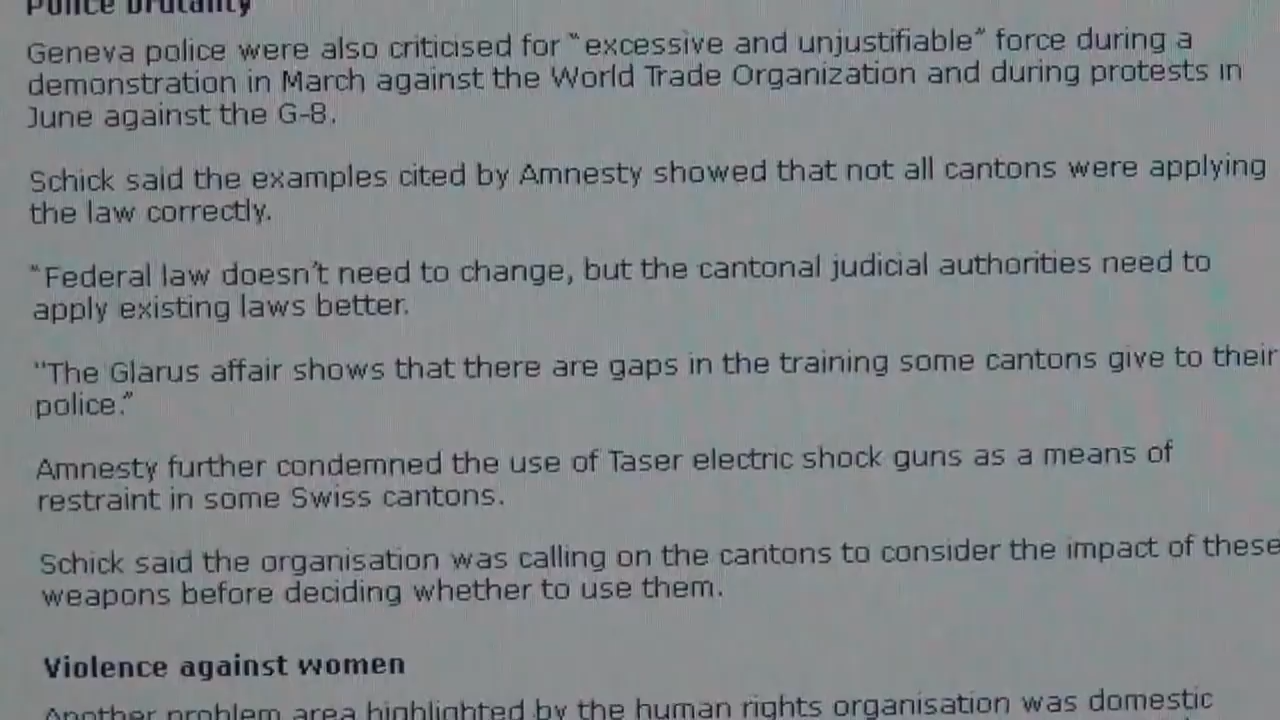 Police brutality
Geneva police were also criticised for “excessive and unjustifiable” force during a
demonstration in March against the World Trade Organization and during protests in
June against the G-8.
Schick said the examples cited by Amnesty showed that not all cantons were applying
the law correctly.
“Federal law doesn’t need to change, but the cantonal judicial authorities need to
apply existing laws better.
"The Glarus affair shows that there are gaps in the training some cantons give to their
police.”
Amnesty further condemned the use of Taser electric shock guns as a means of
restraint in some Swiss cantons.
Schick said the organisation was calling on the cantons to consider the impact of these
weapons before deciding whether to use them.
Violence against women
Another problem area highlighted by the human rights organisation was domestic